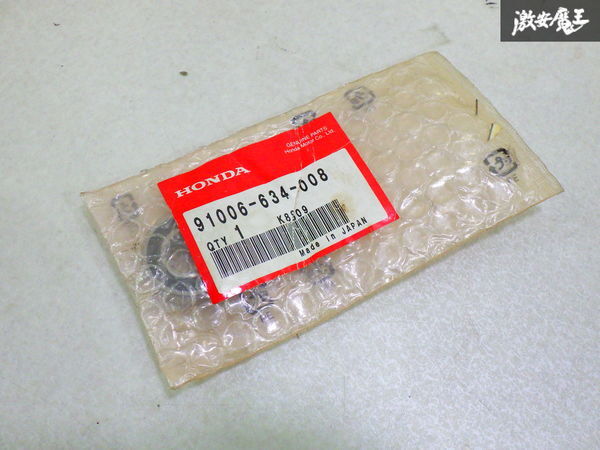 激安魔王
GENUINE PARTS
Honda Motor Co., Ltd.
HONDA
91006-634-008
QTY 1 K8509
Made in JAPAN